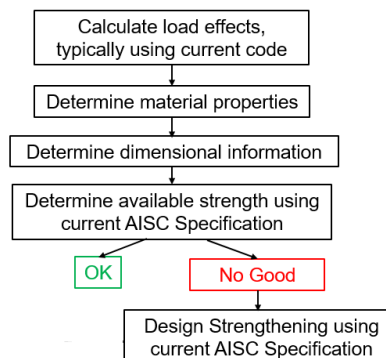 Calculate load effects,
typically using current code
Determine material properties
Determine dimensional information
Determine available strength using
current AISC Specification
OK
No Good
Design Strengthening using
current AISC Specification